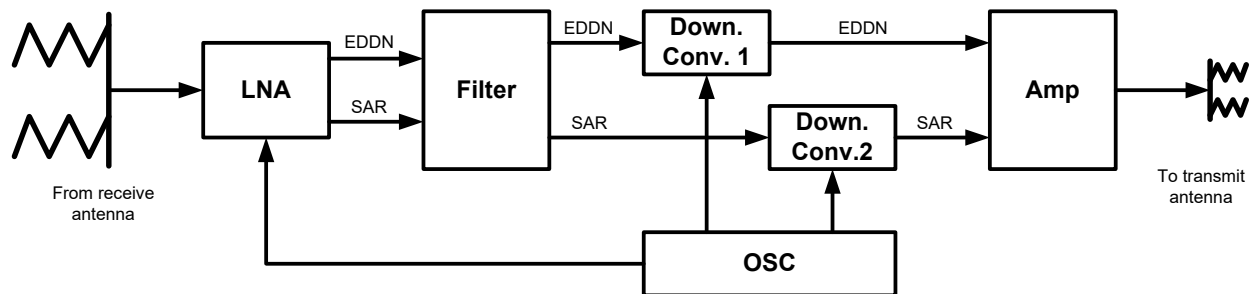 EDDN
EDDN
Down.
Conv. 1
EDDN
LNA
Filter
Amp
SAR
SAR
Down.
Conv.2
SAR
From receive
antenna
To transmit
antenna
OSC